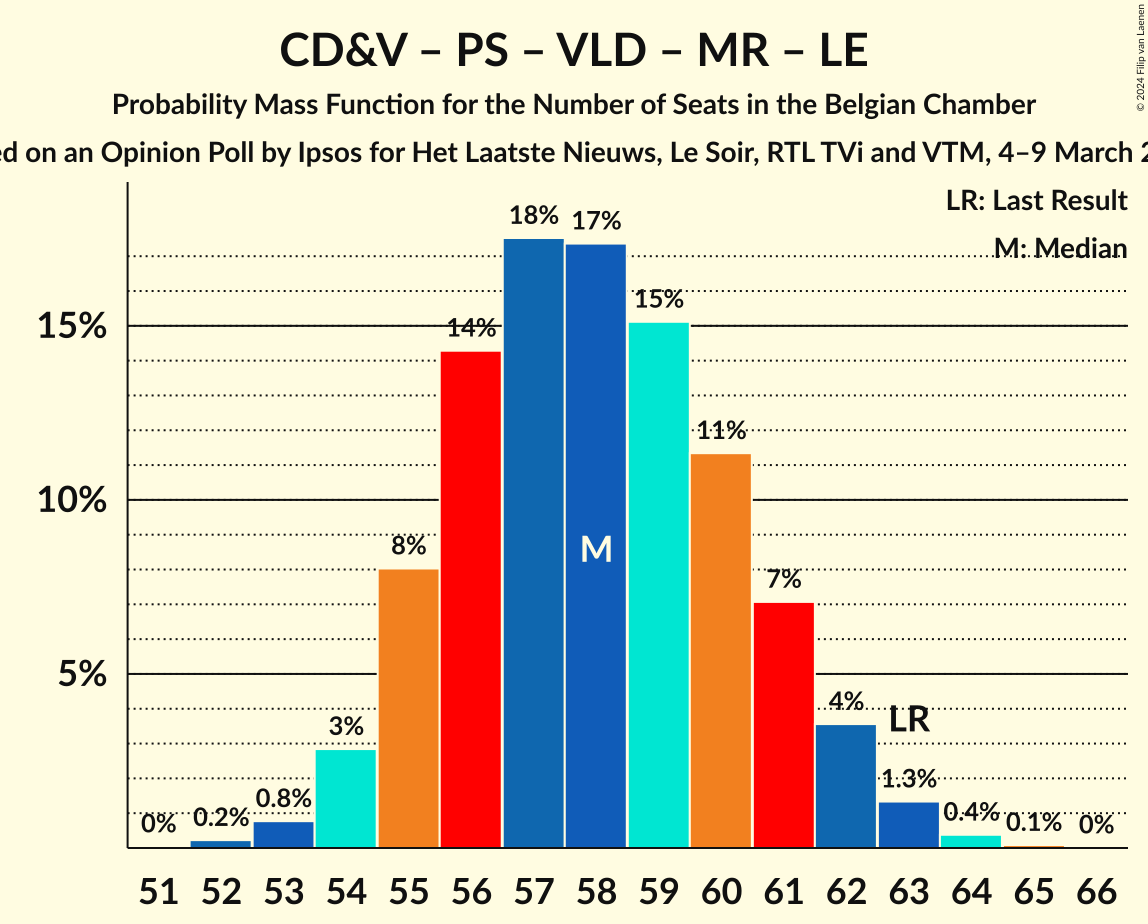 CD&V – PS – VLD – MR – LE
Probability Mass Function for the Number of Seats in the Belgian Chamber
on an Opinion Poll by Ipsos for Het Laatste Nieuws, Le Soir, RTL TVi and VTM, 4–9 March
© 2024 Filip van Laenen
LR: Last Result
M: Median
18%
17%
15%
14%
15%
11%
10%
8%
M
7%
5%
4%
LR
3%
1.3%
0.8%
0.4%
0.2%
0.1%
0%
0%
51 52 53 54 55 56 57 58 59 60 61 62 63 64 65 66